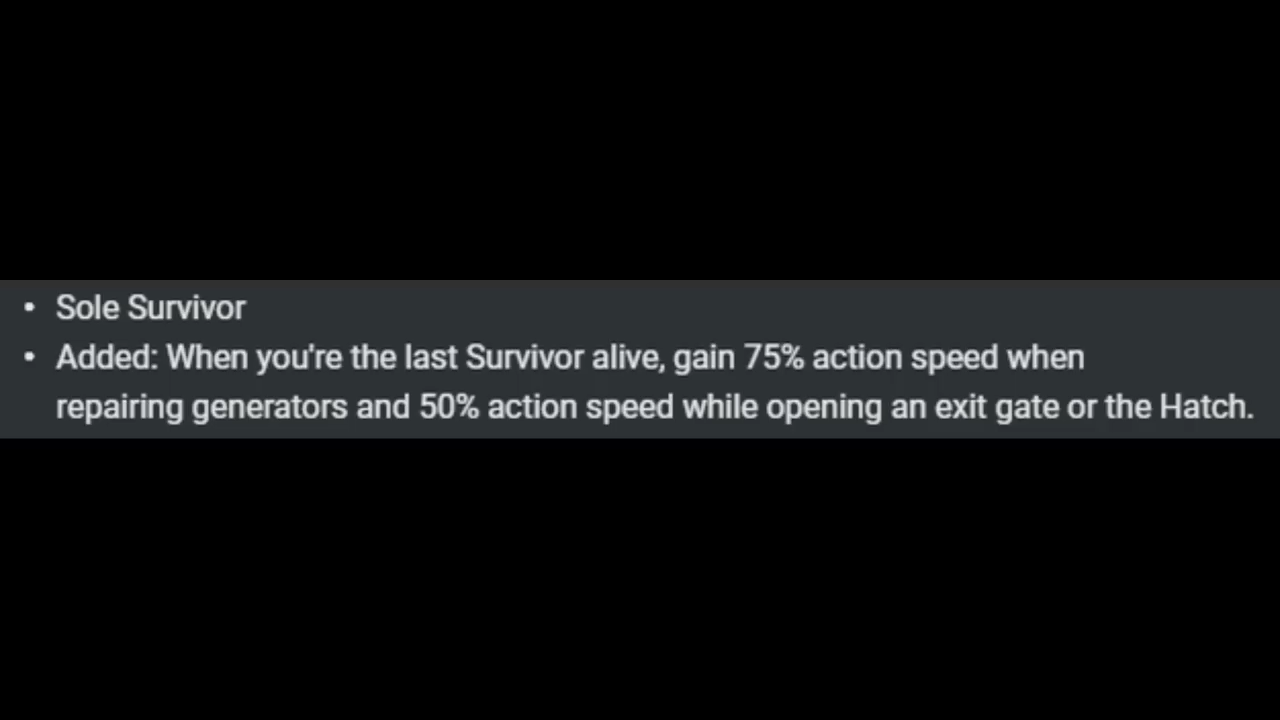 • Sole Survivor
• Added: When you're the last Survivor alive, gain 75% action speed when
repairing generators and 50% action speed while opening an exit gate or the Hatch.